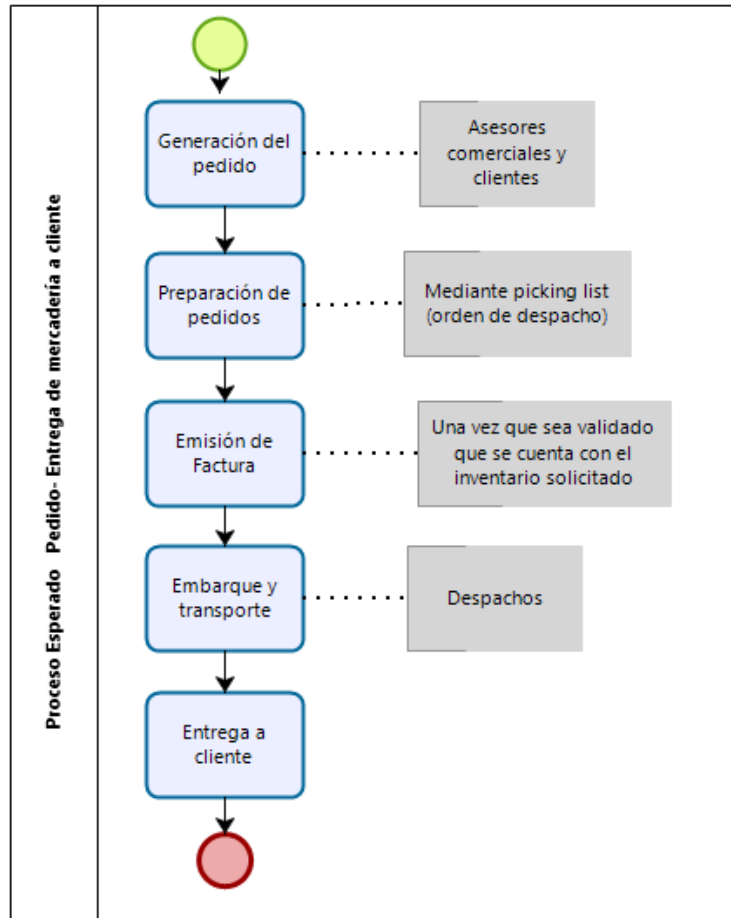 Proceso Esperado Pedido- Entrega de mercadería a cliente
Generación del
pedido
Asesores
comerciales y
clientes
Preparación de
pedidos
Mediante picking list
(orden de despacho)
Emisión de
Factura
Una vez que sea validado
que se cuenta con el
inventario solicitado
Embarque y
transporte
Despachos
Entrega a
cliente